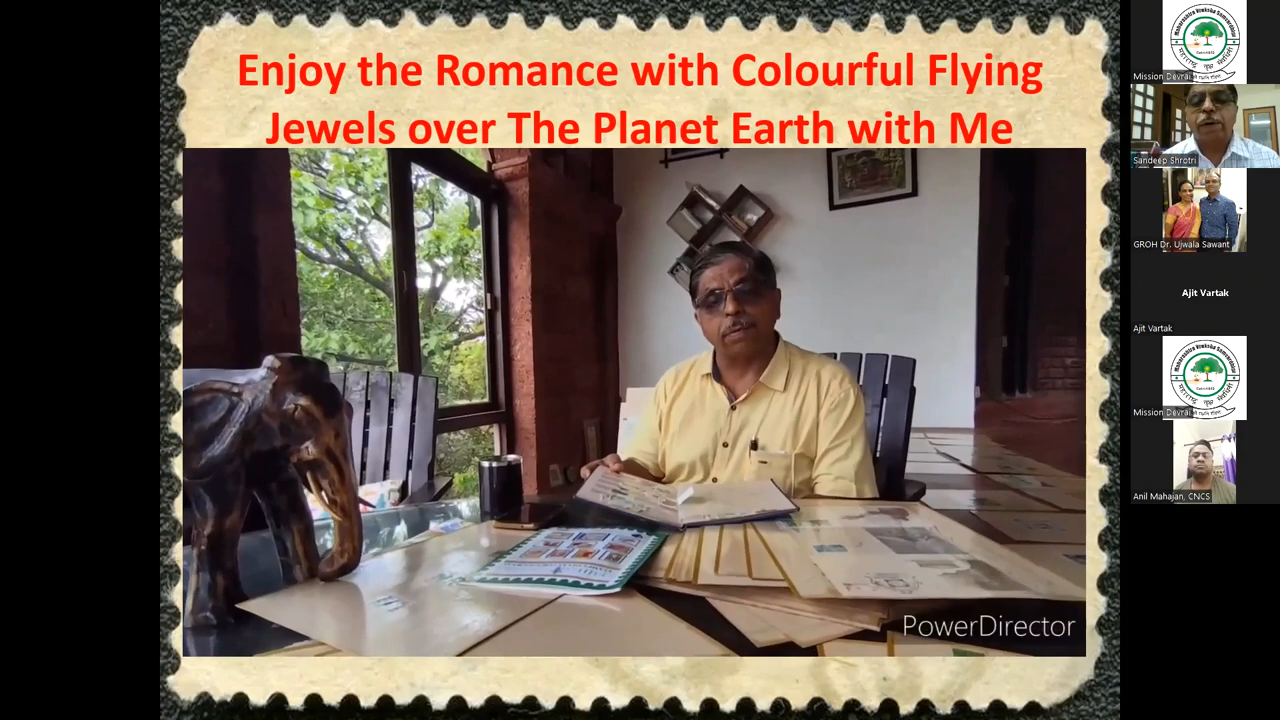 Enjoy the Romance with Colourful Flying
Jewels over The Planet Earth with Me
PowerDirector
Mission Devrai
Sandeep Shrotri
GROH Dr. Ujwala Sawant
Ajit Vartak
Ajit Vartak
Mission Devrai
Anil Mahajan, CNCS